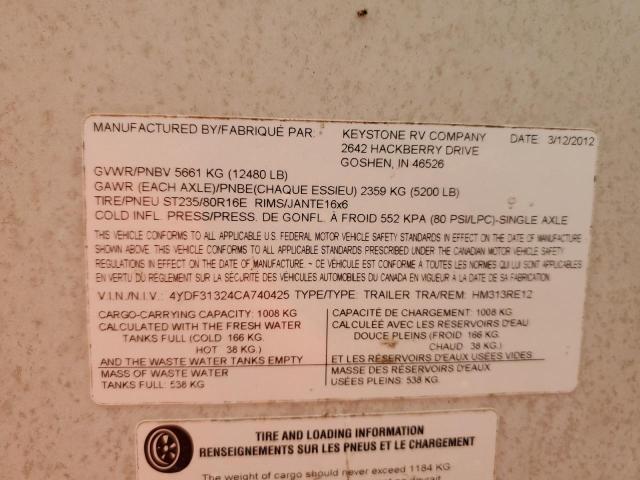 MANUFACTURED BY/FABRIQUÉ PAR: KEYSTONE RV COMPANY DATE: 3/12/2012
2642 HACKBERRY DRIVE
GOSHEN, IN 46526
GVWR/PNBV 5661 KG (12480 LB)
GAWR (EACH AXLE)/PNBE(CHAQUE ESSIEU) 2359 KG (5200 LB)
TIRE/PNEU ST235/80R16E RIMS/JANTE16x6
COLD INFL. PRESS/PRESS. DE GONFL. À FROID 552 KPA (80 PSI/LPC)-SINGLE AXLE
THIS VEHICLE CONFORMS TO ALL APPLICABLE U.S. FEDERAL MOTOR VEHICLE SAFETY STANDARDS IN EFFECT ON THE DATE OF MANUFACTURE
SHOWN ABOVE. THIS VEHICLE CONFORMS TO ALL APPLICABLE STANDARDS PRESCRIBED UNDER THE CANADIAN MOTOR VEHICLE SAFETY
REGULATIONS IN EFFECT ON THE DATE OF MANUFACTURE. / CE VÉHICULE EST CONFORME À TOUTES LES NORMES QUI LUI SONT APPLICABLES
EN VERTU DU RÈGLEMENT SUR LA SÉCURITÉ DES VÉHICULES AUTOMOBILES DU CANADA EN VIGUEUR À LA DATE DE SA FABRICATION.
V.I.N./N.I.V.: 4YDF31324CA740425 TYPE/TYPE: TRAILER TRA/REM: HM313RE12
CARGO-CARRYING CAPACITY: 1008 KG
CALCULATED WITH THE FRESH WATER
TANKS FULL (COLD 166 KG.
HOT 38 KG.)
AND THE WASTE WATER TANKS EMPTY
MASS OF WASTE WATER
TANKS FULL: 538 KG
CAPACITÉ DE CHARGEMENT: 1008 KG
CALCULÉE AVEC LES RÉSERVOIRS D'EAU
DOUCE PLEINS (FROID 166 KG.
CHAUD 38 KG.)
ET LES RÉSERVOIRS D'EAUX USÉES VIDES
MASSE DES RÉSERVOIRS D'EAUX
USÉES PLEINS: 538 KG
TIRE AND LOADING INFORMATION
RENSEIGNEMENTS SUR LES PNEUS ET LE CHARGEMENT
The weight of cargo should never exceed 1184 KG